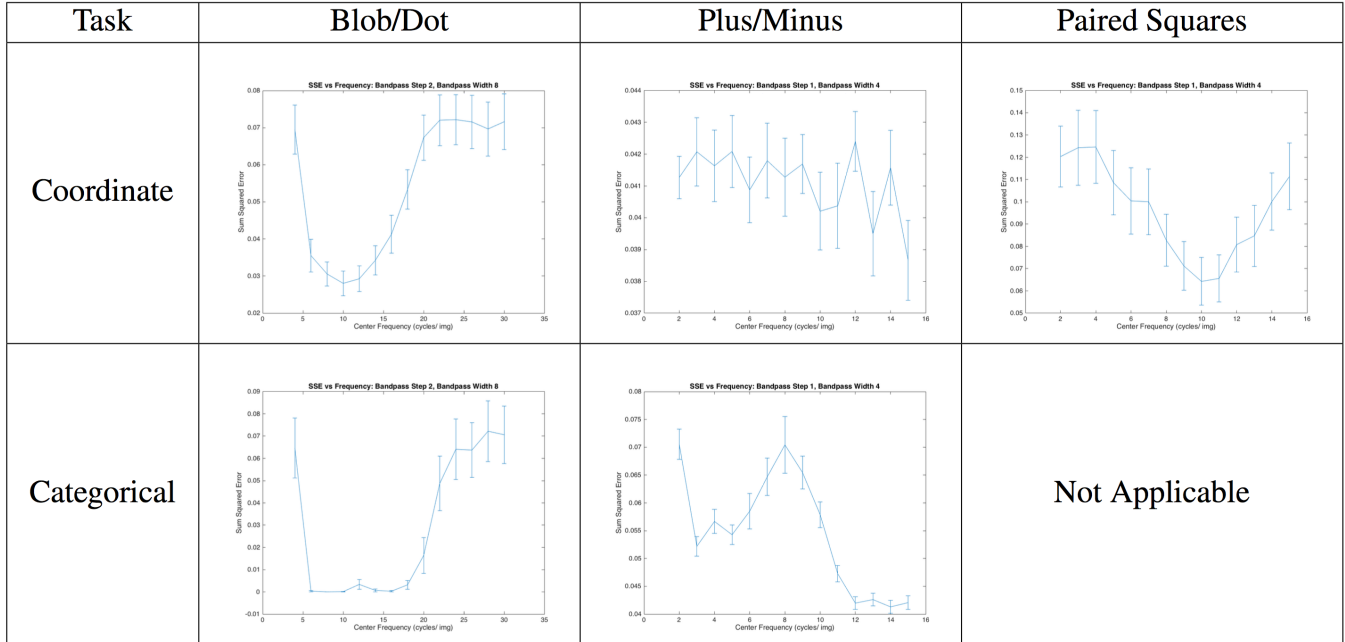 Task Blob/Dot Plus/Minus Paired Squares
Coordinate
SSE vs Frequency: Bandpass Step 2, Bandpass Width 8
0.08
0.07
0.06
0.05
0.04
0.03
0.02
Sum Squared Error
0 5 10 15 20 25 30 35
Center Frequency (cycles/ img)
SSE vs Frequency: Bandpass Step 1, Bandpass Width 4
0.044
0.043
0.042
0.041
0.04
0.039
0.038
0.037
Sum Squared Error
0 2 4 6 8 10 12 14 16
Center Frequency (cycles/ img)
SSE vs Frequency: Bandpass Step 1, Bandpass Width 4
0.15
0.14
0.13
0.12
0.11
0.1
0.09
0.08
0.07
0.06
0.05
Sum Squared Error
0 2 4 6 8 10 12 14 16
Center Frequency (cycles/ img)
Categorical
SSE vs Frequency: Bandpass Step 2, Bandpass Width 8
0.09
0.08
0.07
0.06
0.05
0.04
0.03
0.02
0.01
0
-0.01
Sum Squared Error
0 5 10 15 20 25 30 35
Center Frequency (cycles/ img)
SSE vs Frequency: Bandpass Step 1, Bandpass Width 4
0.08
0.075
0.07
0.065
0.06
0.055
0.05
0.045
0.04
Sum Squared Error
0 2 4 6 8 10 12 14 16
Center Frequency (cycles/ img)
Not Applicable